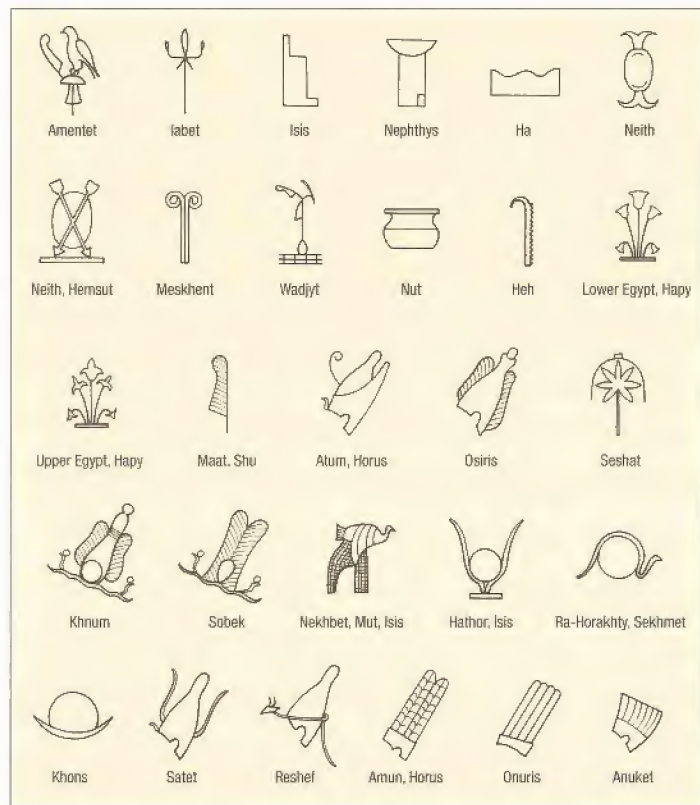 Amentet Iabet Isis Nephthys Ha Neith
Neith, Hemsut Meskhent Wadjyt Nut Heh Lower Egypt, Hapy
Upper Egypt, Hapy Maat, Shu Atum, Horus Osiris Seshat
Khnum Sobek Nekhbet, Mut, Isis Hathor, Isis Ra-Horakhty, Sekhmet
Khons Satet Reshef Amun, Horus Onuris Anuket